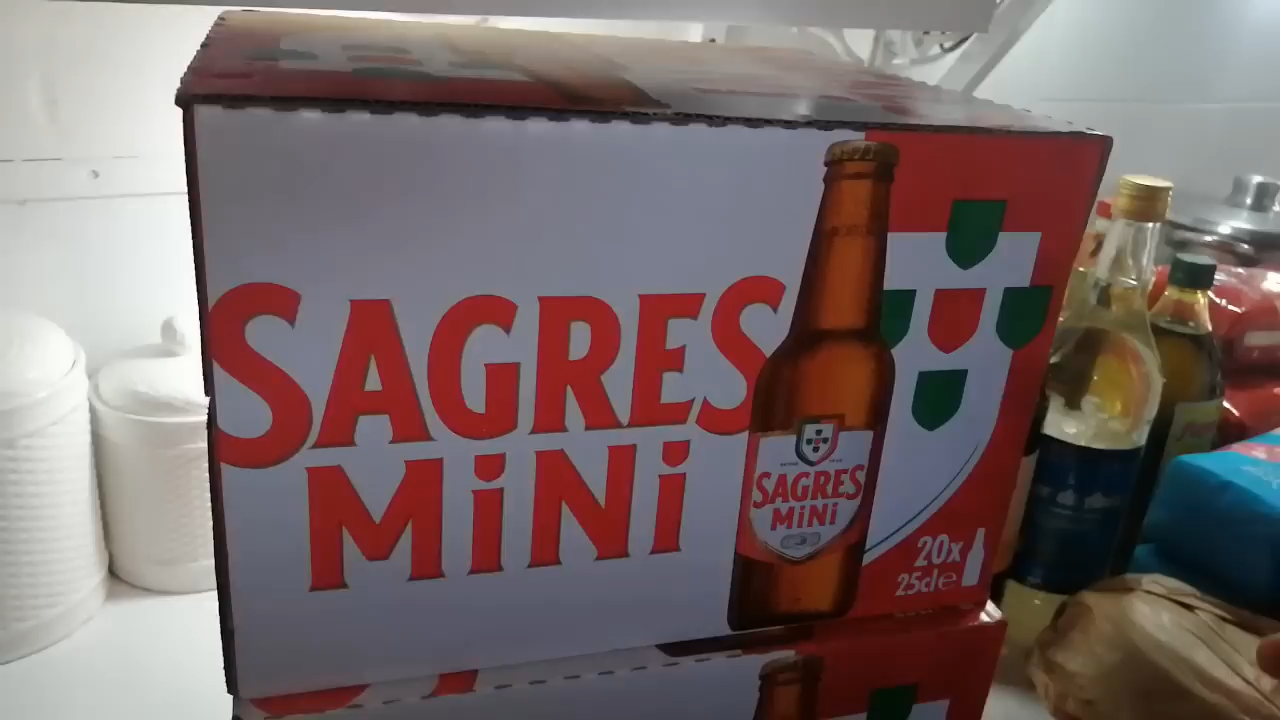 SAGRES
MiNi
SAGRES
MiNi
20x
25cl e